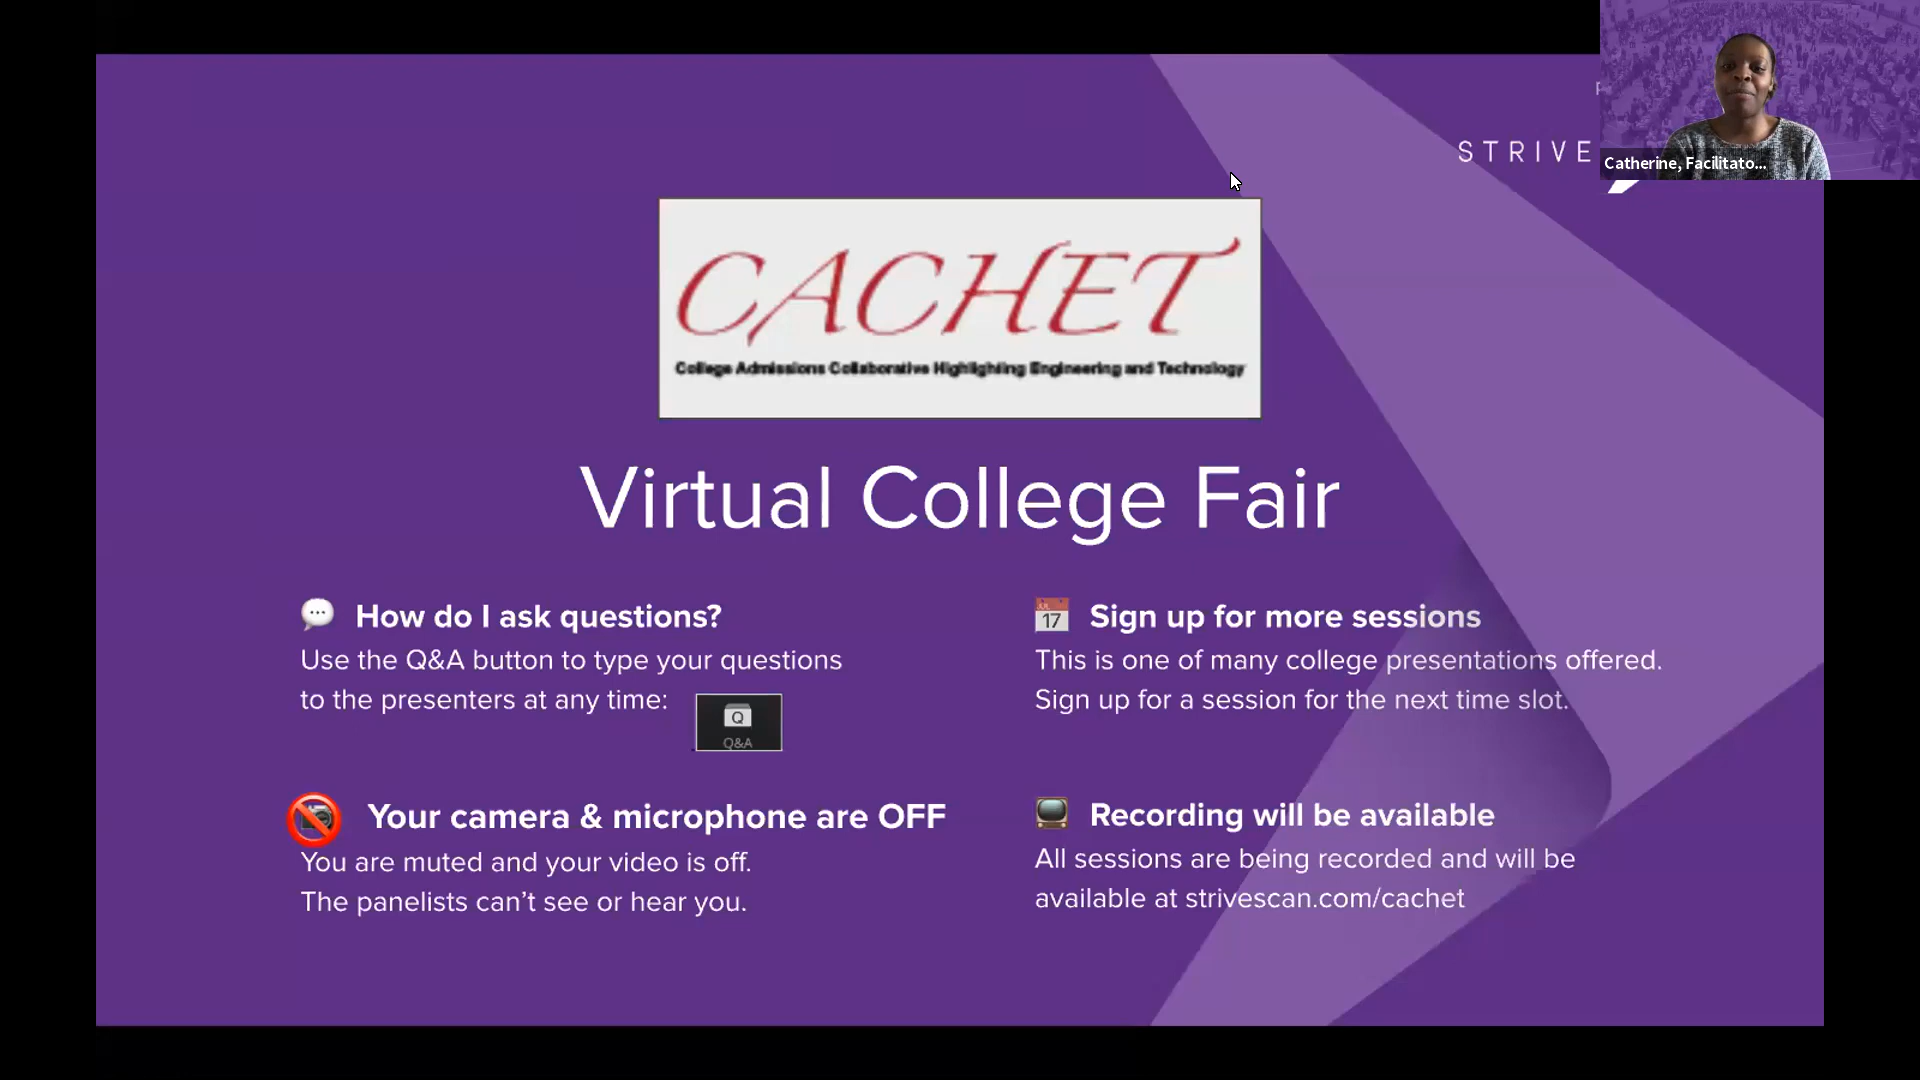 STRIVE
Catherine, Facilitato...
CACHET
College Admissions Collaborative Highlighting Engineering and Technology
Virtual College Fair
How do I ask questions?
Use the Q&A button to type your questions
to the presenters at any time:
Q
Q&A
Your camera & microphone are OFF
You are muted and your video is off.
The panelists can’t see or hear you.
JUL
17
Sign up for more sessions
This is one of many college presentations offered.
Sign up for a session for the next time slot.
Recording will be available
All sessions are being recorded and will be
available at strivescan.com/cachet